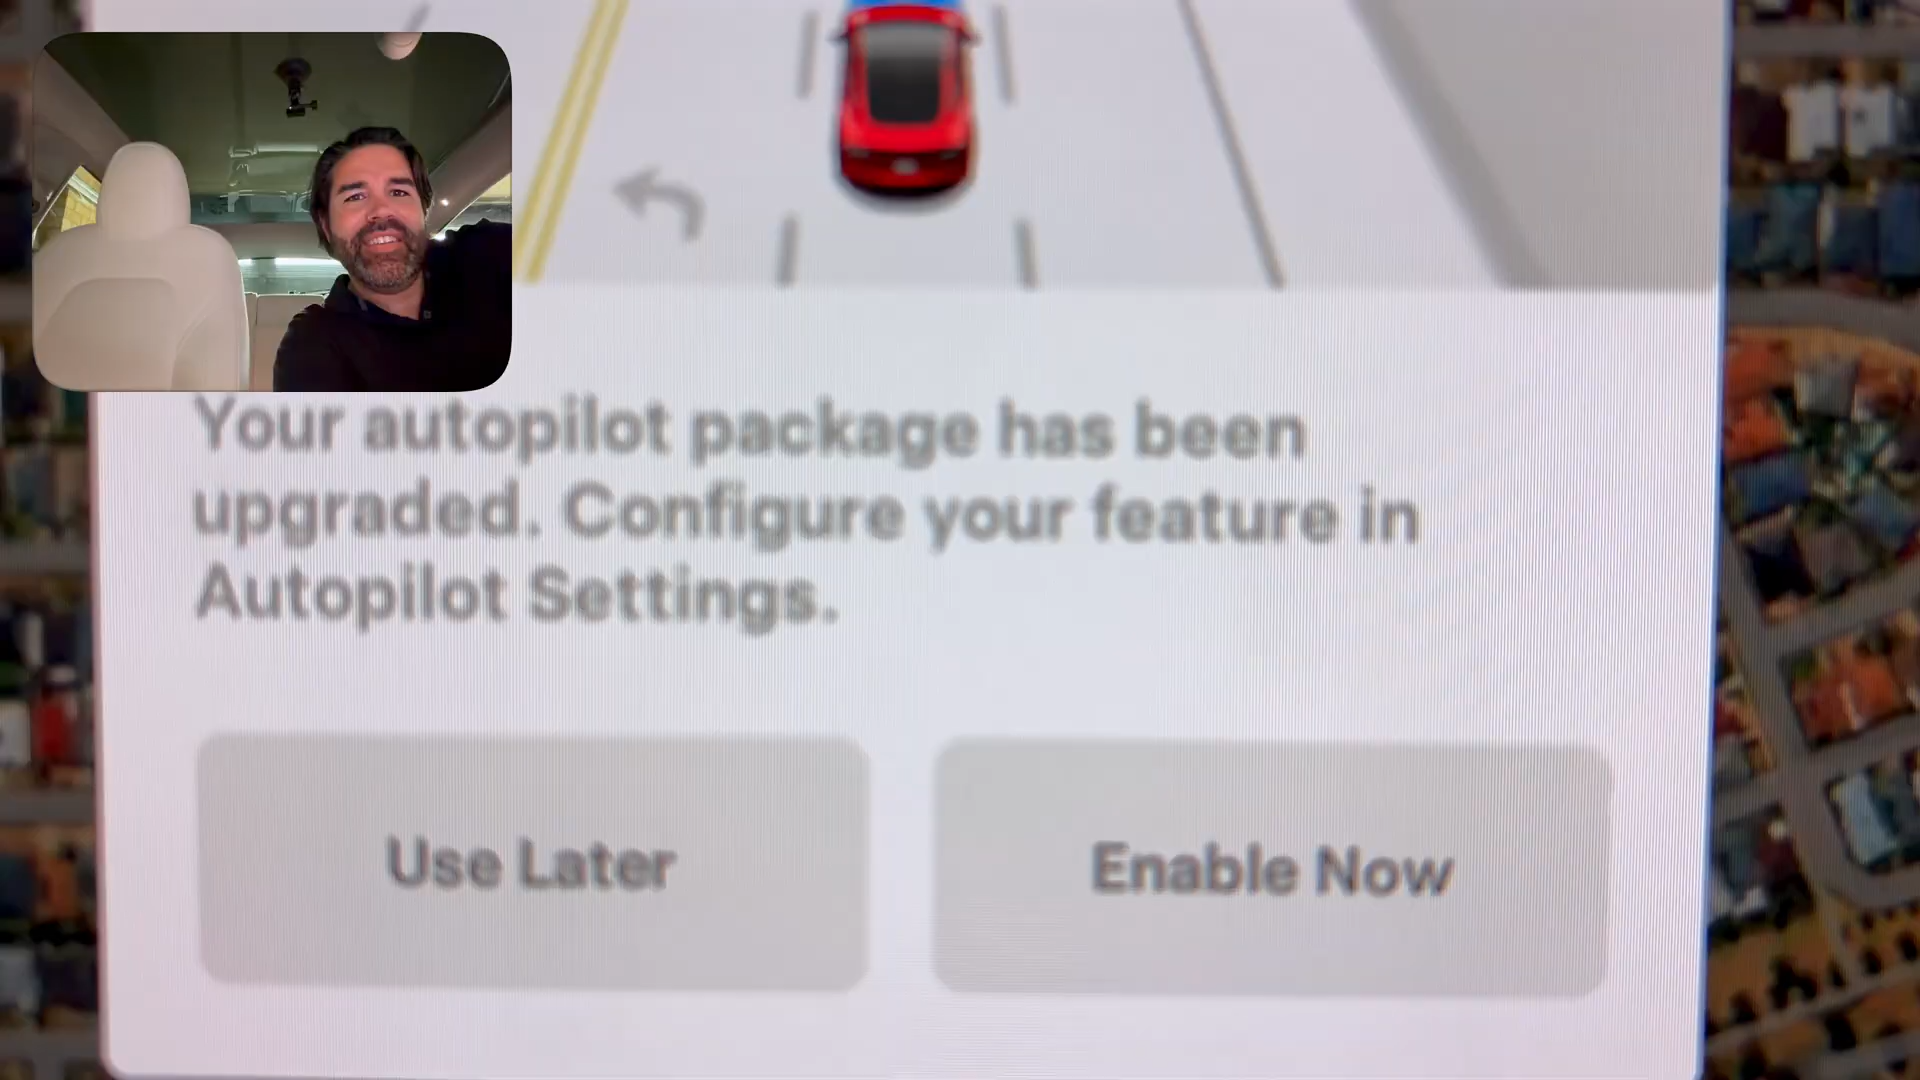 Your autopilot package has been
upgraded. Configure your feature in
Autopilot Settings.
Use Later
Enable Now